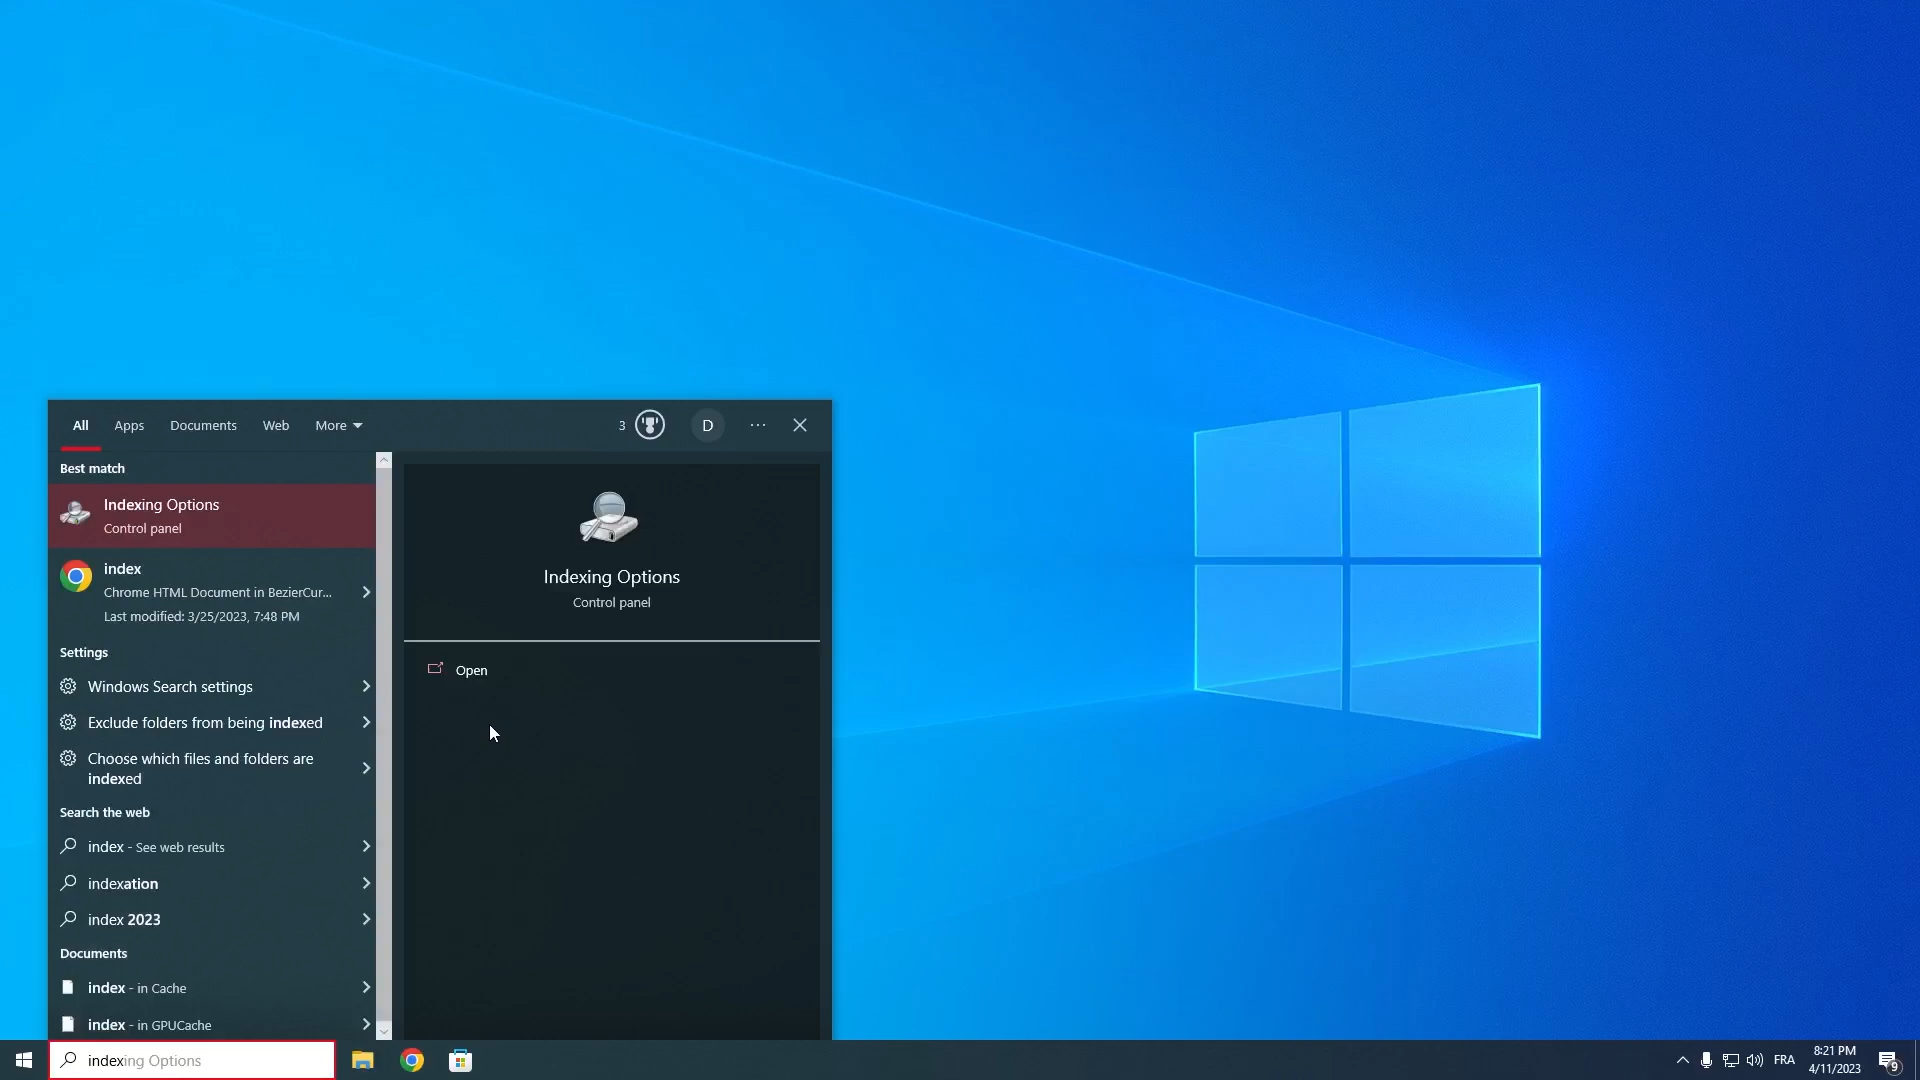 All Apps Documents Web More 3 D ...
Best match
Indexing Options
Control panel
index
Chrome HTML Document in BezierCur...
Last modified: 3/25/2023, 7:48 PM
Settings
Windows Search settings
Exclude folders from being indexed
Choose which files and folders are
indexed
Search the web
index - See web results
indexation
index 2023
Documents
index - in Cache
index - in GPUCache
Indexing Options
Control panel
Open
indexing Options
FRA
8:21 PM
4/11/2023
9